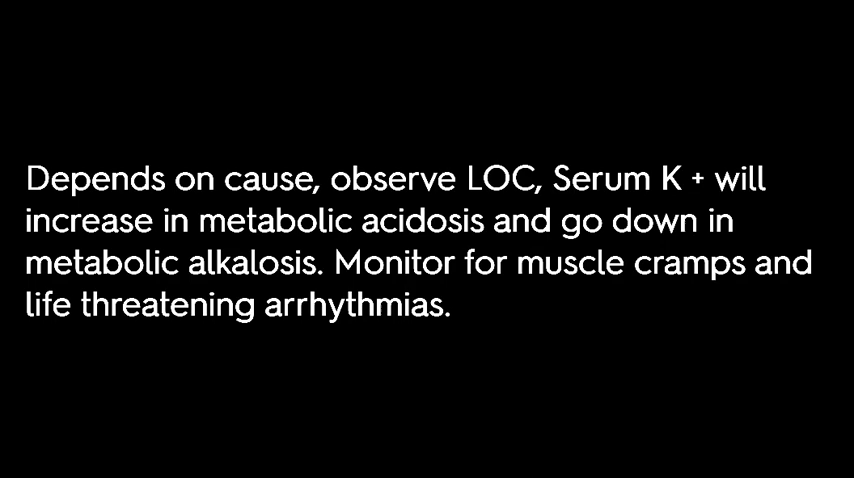 Depends on cause, observe LOC, Serum K + will
increase in metabolic acidosis and go down in
metabolic alkalosis. Monitor for muscle cramps and
life threatening arrhythmias.